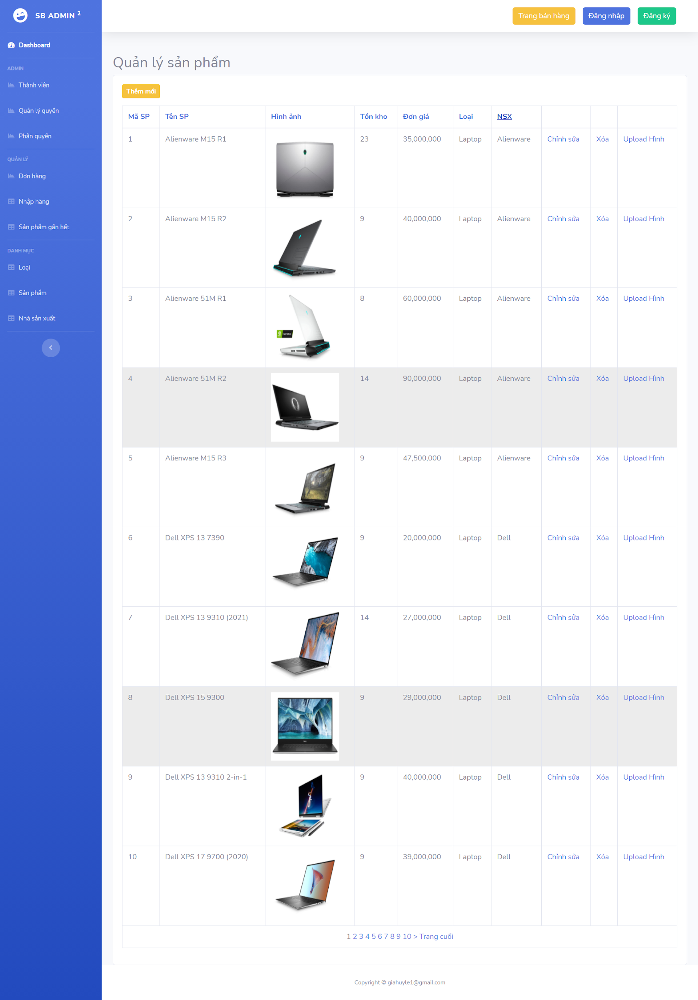 SB ADMIN 2
Trang bán hàng Đăng nhập Đăng ký
Dashboard
ADMIN
Thành viên
Quản lý quyền
Phân quyền
QUẢN LÝ
Đơn hàng
Nhập hàng
Sản phẩm gần hết
DANH MỤC
Loại
Sản phẩm
Nhà sản xuất
Quản lý sản phẩm
Thêm mới
Mã SP Tên SP Hình ảnh Tồn kho Đơn giá Loại NSX
1 Alienware M15 R1 23 35,000,000 Laptop Alienware Chỉnh sửa Xóa Upload Hình
2 Alienware M15 R2 9 40,000,000 Laptop Alienware Chỉnh sửa Xóa Upload Hình
3 Alienware 51M R1 8 60,000,000 Laptop Alienware Chỉnh sửa Xóa Upload Hình
GEFORCE
4 Alienware 51M R2 14 90,000,000 Laptop Alienware Chỉnh sửa Xóa Upload Hình
5 Alienware M15 R3 9 47,500,000 Laptop Alienware Chỉnh sửa Xóa Upload Hình
6 Dell XPS 13 7390 9 20,000,000 Laptop Dell Chỉnh sửa Xóa Upload Hình
7 Dell XPS 13 9310 (2021) 14 27,000,000 Laptop Dell Chỉnh sửa Xóa Upload Hình
8 Dell XPS 15 9300 9 29,000,000 Laptop Dell Chỉnh sửa Xóa Upload Hình
9 Dell XPS 13 9310 2-in-1 9 40,000,000 Laptop Dell Chỉnh sửa Xóa Upload Hình
10 Dell XPS 17 9700 (2020) 9 39,000,000 Laptop Dell Chỉnh sửa Xóa Upload Hình
1 2 3 4 5 6 7 8 9 10 > Trang cuối
Copyright © giahuyle1@gmail.com